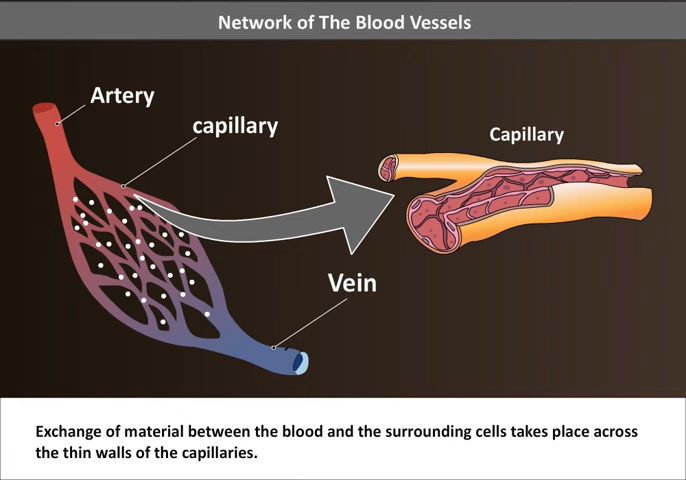 Network of The Blood Vessels
Artery
capillary
Capillary
Vein
Exchange of material between the blood and the surrounding cells takes place across
the thin walls of the capillaries.